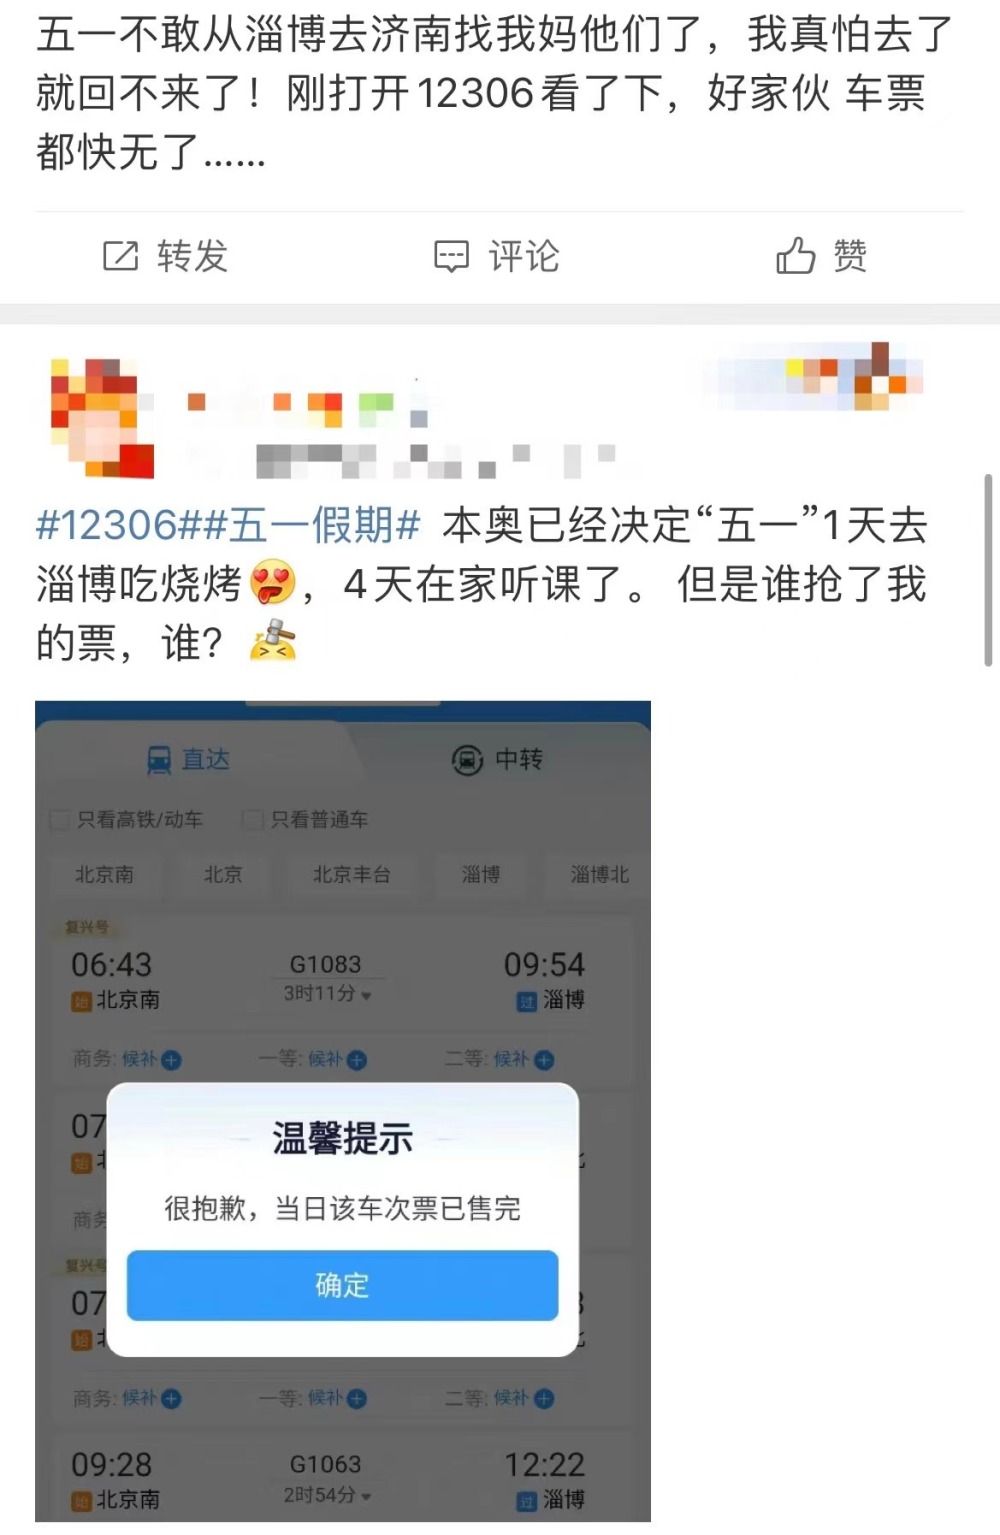 五一不敢从淄博去济南找我妈他们了，我真怕去了
就回不来了！刚打开12306看了下，好家伙 车票
都快无了......
转发 评论 赞
#12306##五一假期# 本奥已经决定“五一”1天去
淄博吃烧烤，4天在家听课了。 但是谁抢了我
的票，谁？
直达 中转
只看高铁/动车 只看普通车
北京南 北京 北京丰台 淄博 淄博北
复兴号
06:43 G1083 09:54
始 北京南 3时11分 过 淄博
商务: 候补 一等: 候补 二等: 候补
07
始
商务
温馨提示
很抱歉，当日该车次票已售完
确定
复兴号
07
始
商务: 候补 一等: 候补 二等: 候补
09:28 G1063 12:22
始 北京南 2时54分 过 淄博